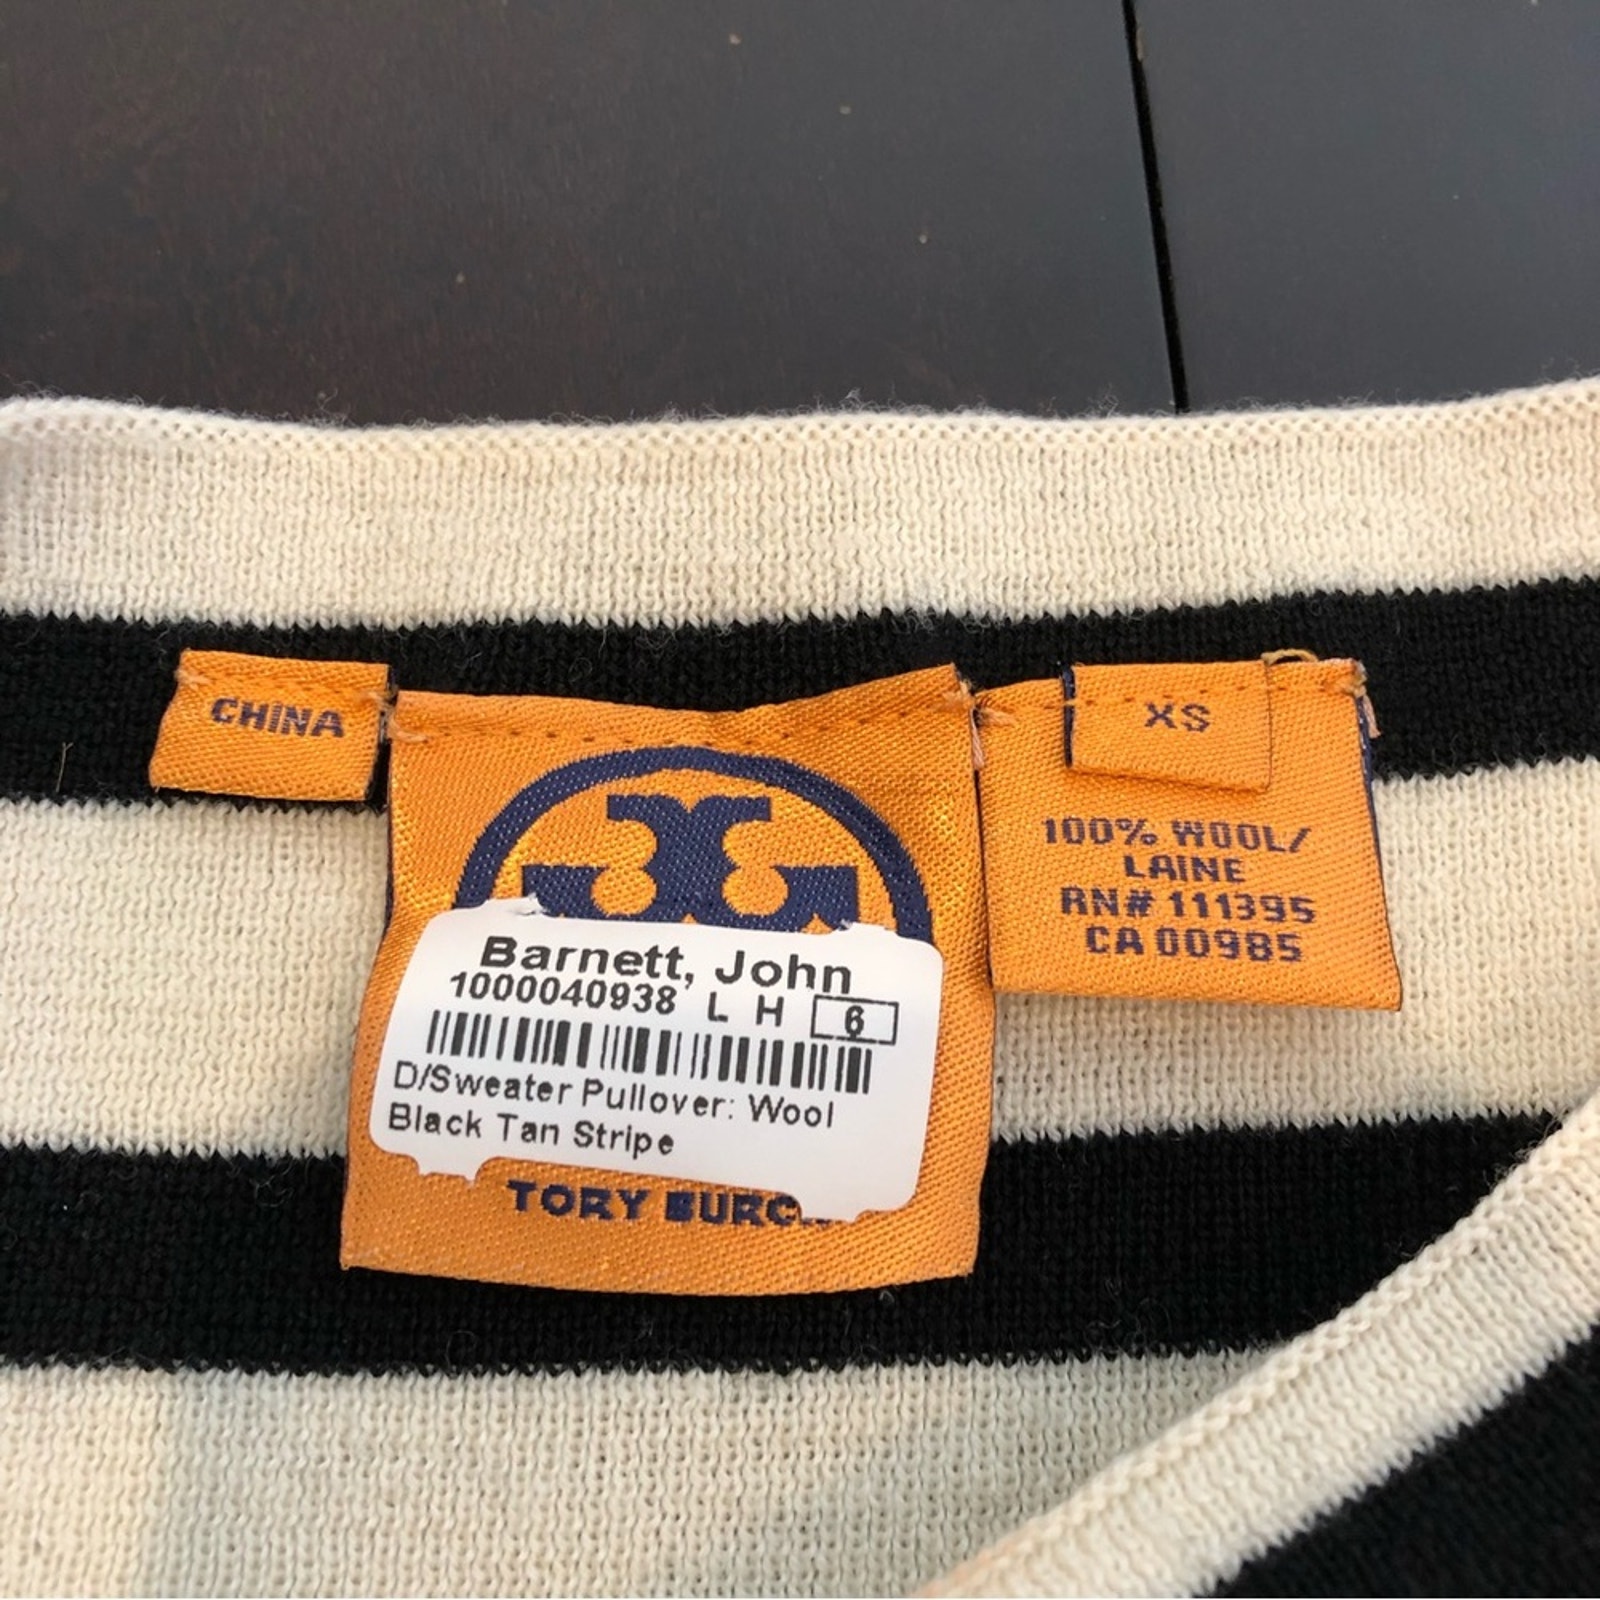 CHINA
XS
100% WOOL/
LAINE
RN# 111395
CA 00985
Barnett, John
1000040938 L H 6
D/Sweater Pullover: Wool
Black Tan Stripe
TORY